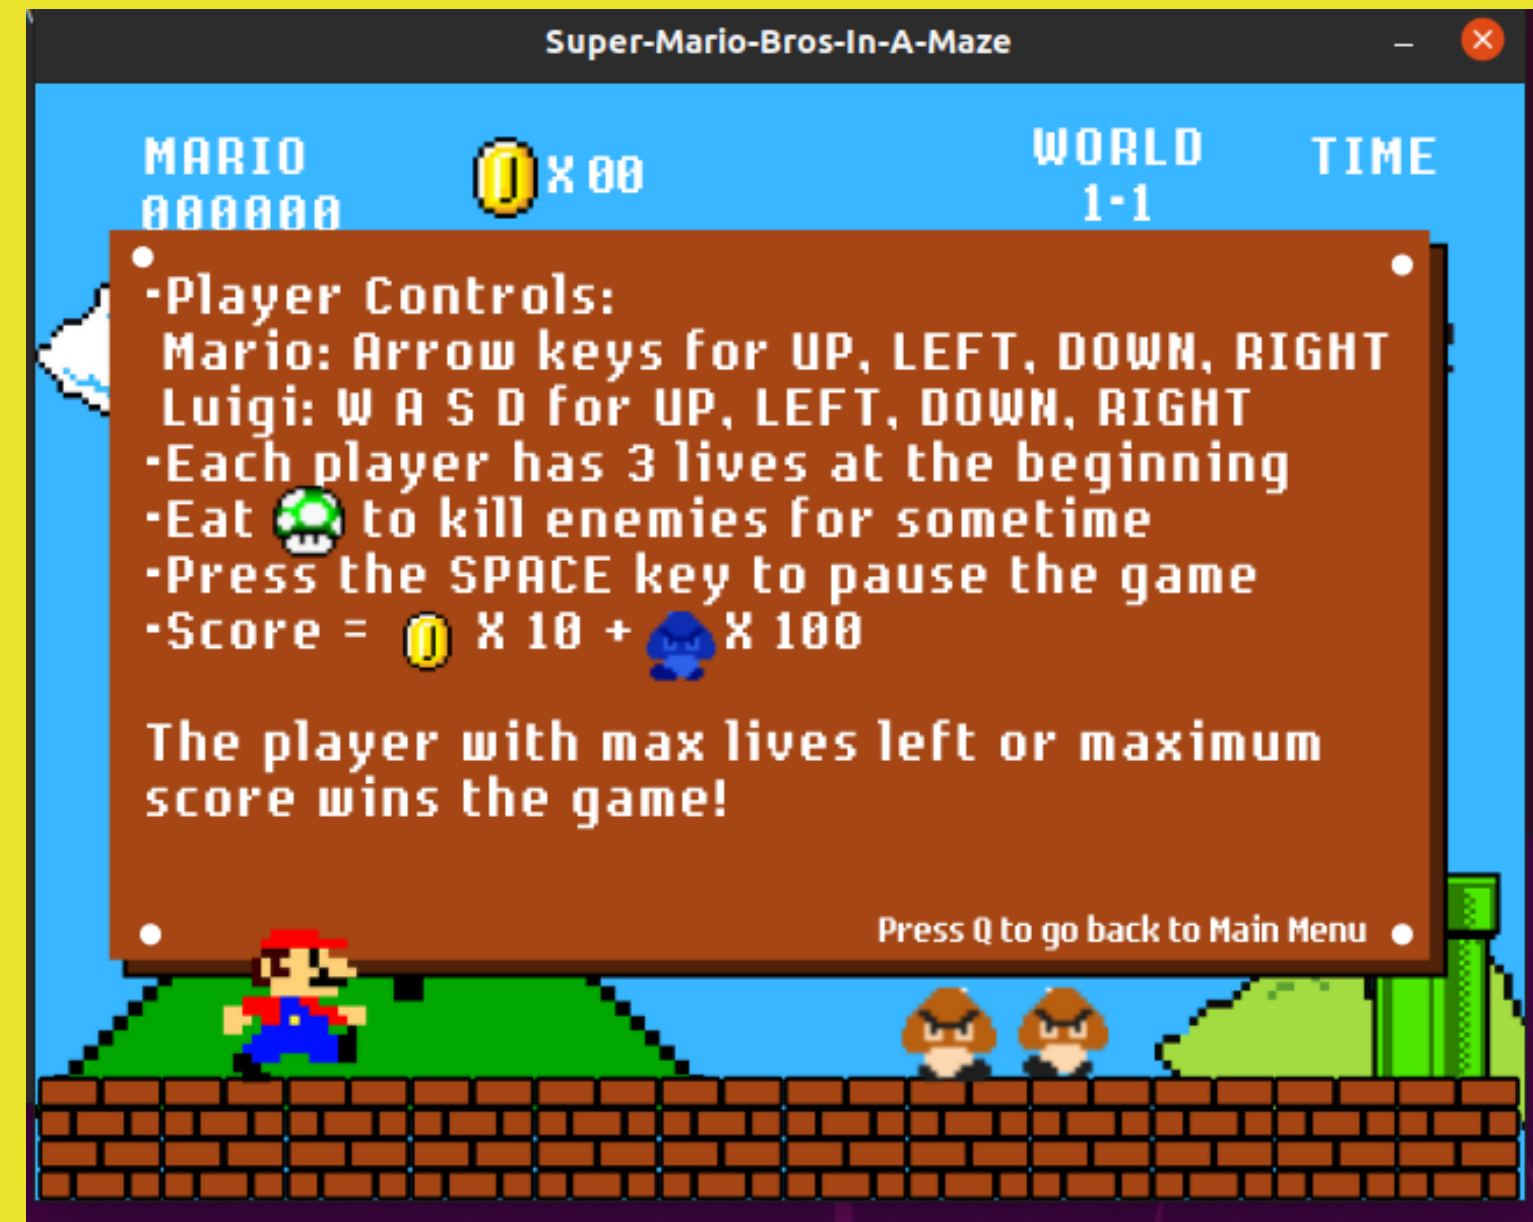 Super-Mario-Bros-In-A-Maze
MARIO
000000
X 00
WORLD
1-1
TIME
-Player Controls:
Mario: Arrow keys for UP, LEFT, DOWN, RIGHT
Luigi: W A S D for UP, LEFT, DOWN, RIGHT
-Each player has 3 lives at the beginning
-Eat to kill enemies for sometime
-Press the SPACE key to pause the game
-Score = X 10 + X 100
The player with max lives left or maximum
score wins the game!
Press Q to go back to Main Menu